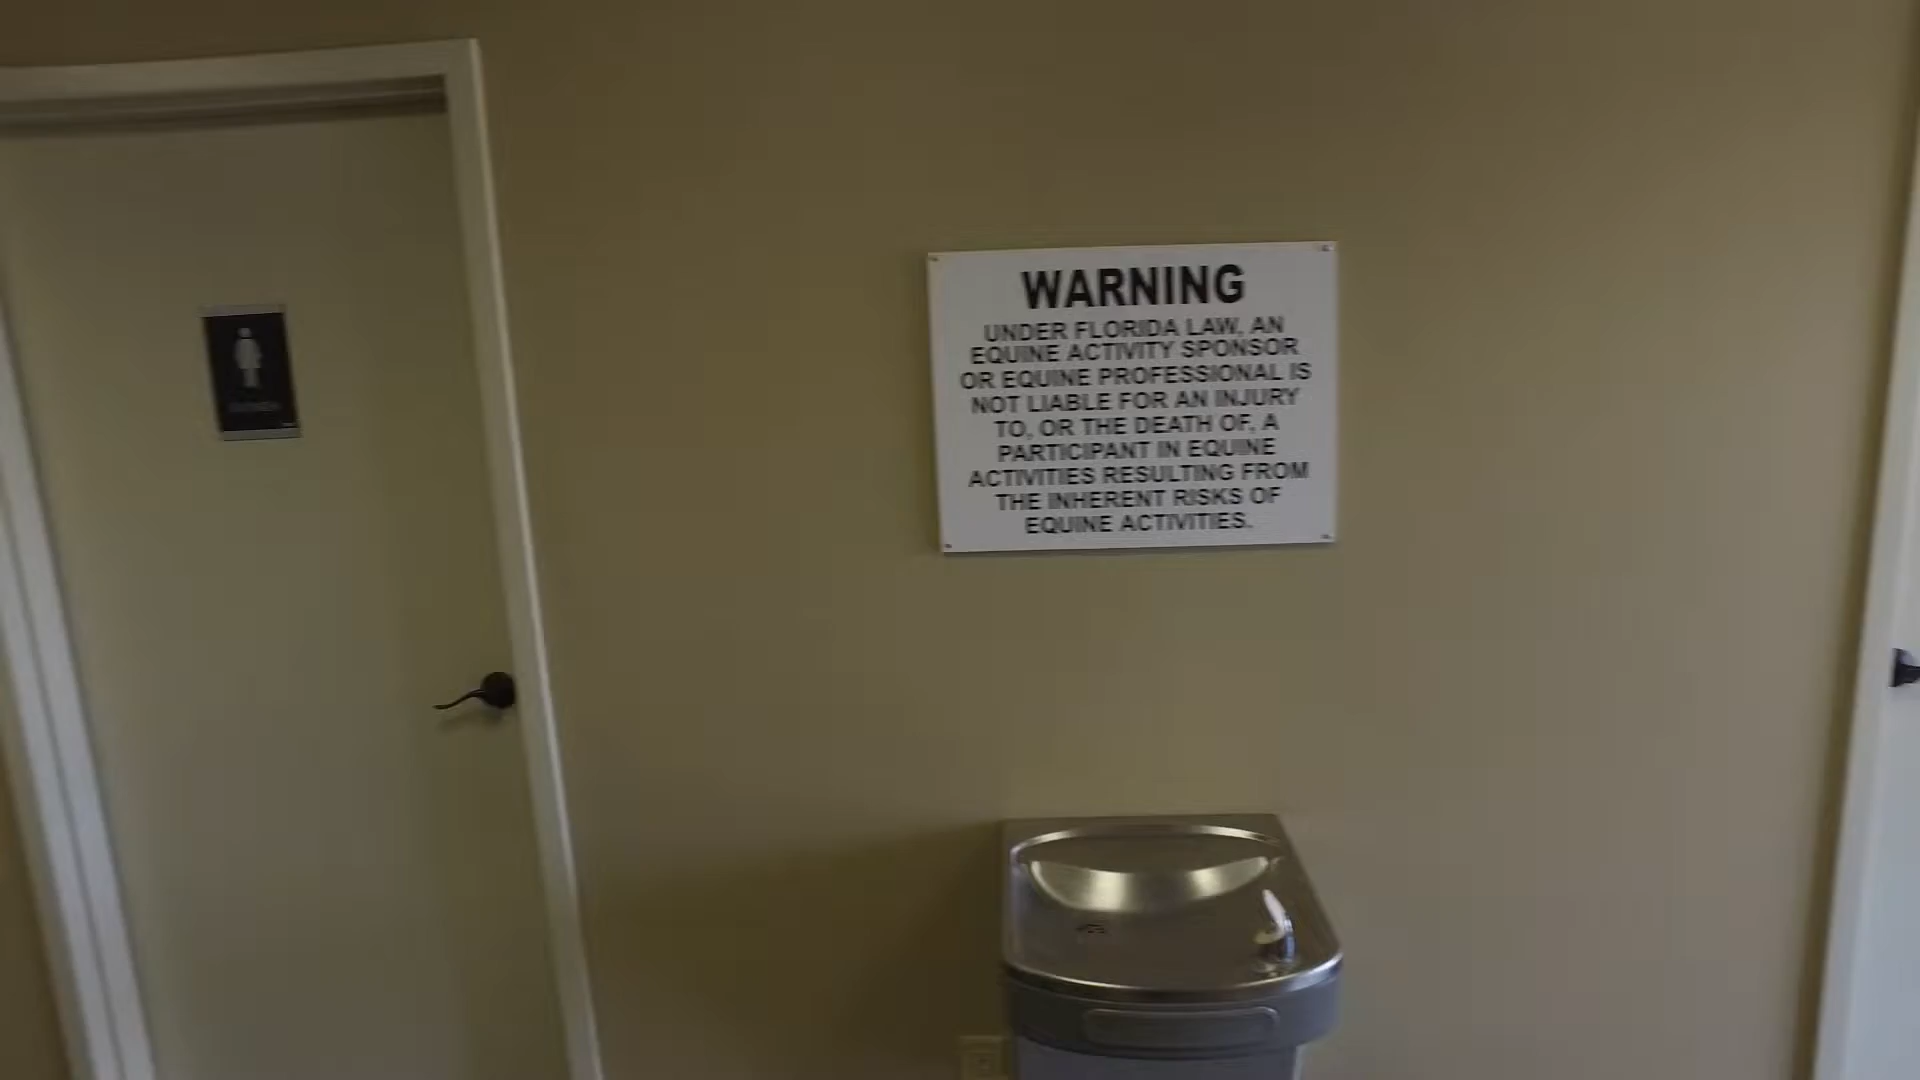 WARNING
UNDER FLORIDA LAW, AN
EQUINE ACTIVITY SPONSOR
OR EQUINE PROFESSIONAL IS
NOT LIABLE FOR AN INJURY
TO, OR THE DEATH OF, A
PARTICIPANT IN EQUINE
ACTIVITIES RESULTING FROM
THE INHERENT RISKS OF
EQUINE ACTIVITIES.